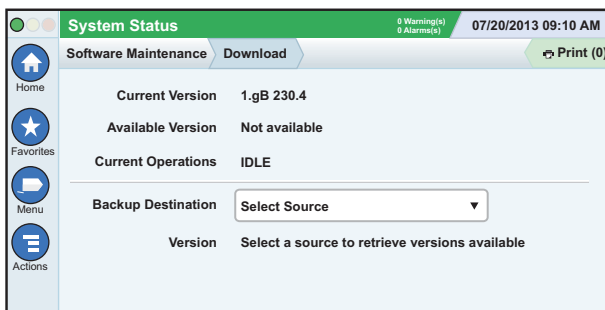 System Status
0 Warning(s)
0 Alarms(s)
07/20/2013 09:10 AM
Software Maintenance
Download
Print (0)
Home
Favorites
Menu
Actions
Current Version 1.gB 230.4
Available Version Not available
Current Operations IDLE
Backup Destination Select Source
Version Select a source to retrieve versions available